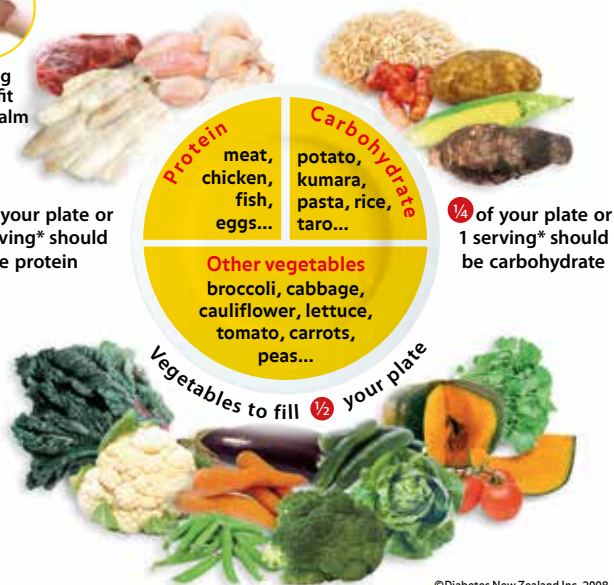 g
fit
alm
Protein
meat,
chicken,
fish,
eggs...
Carbohydrate
potato,
kumara,
pasta, rice,
taro...
your plate or
ving* should
e protein
¼ of your plate or
1 serving* should
be carbohydrate
Other vegetables
broccoli, cabbage,
cauliflower, lettuce,
tomato, carrots,
peas...
Vegetables to fill ½ your plate
©Diabetes New Zealand Inc. 2008